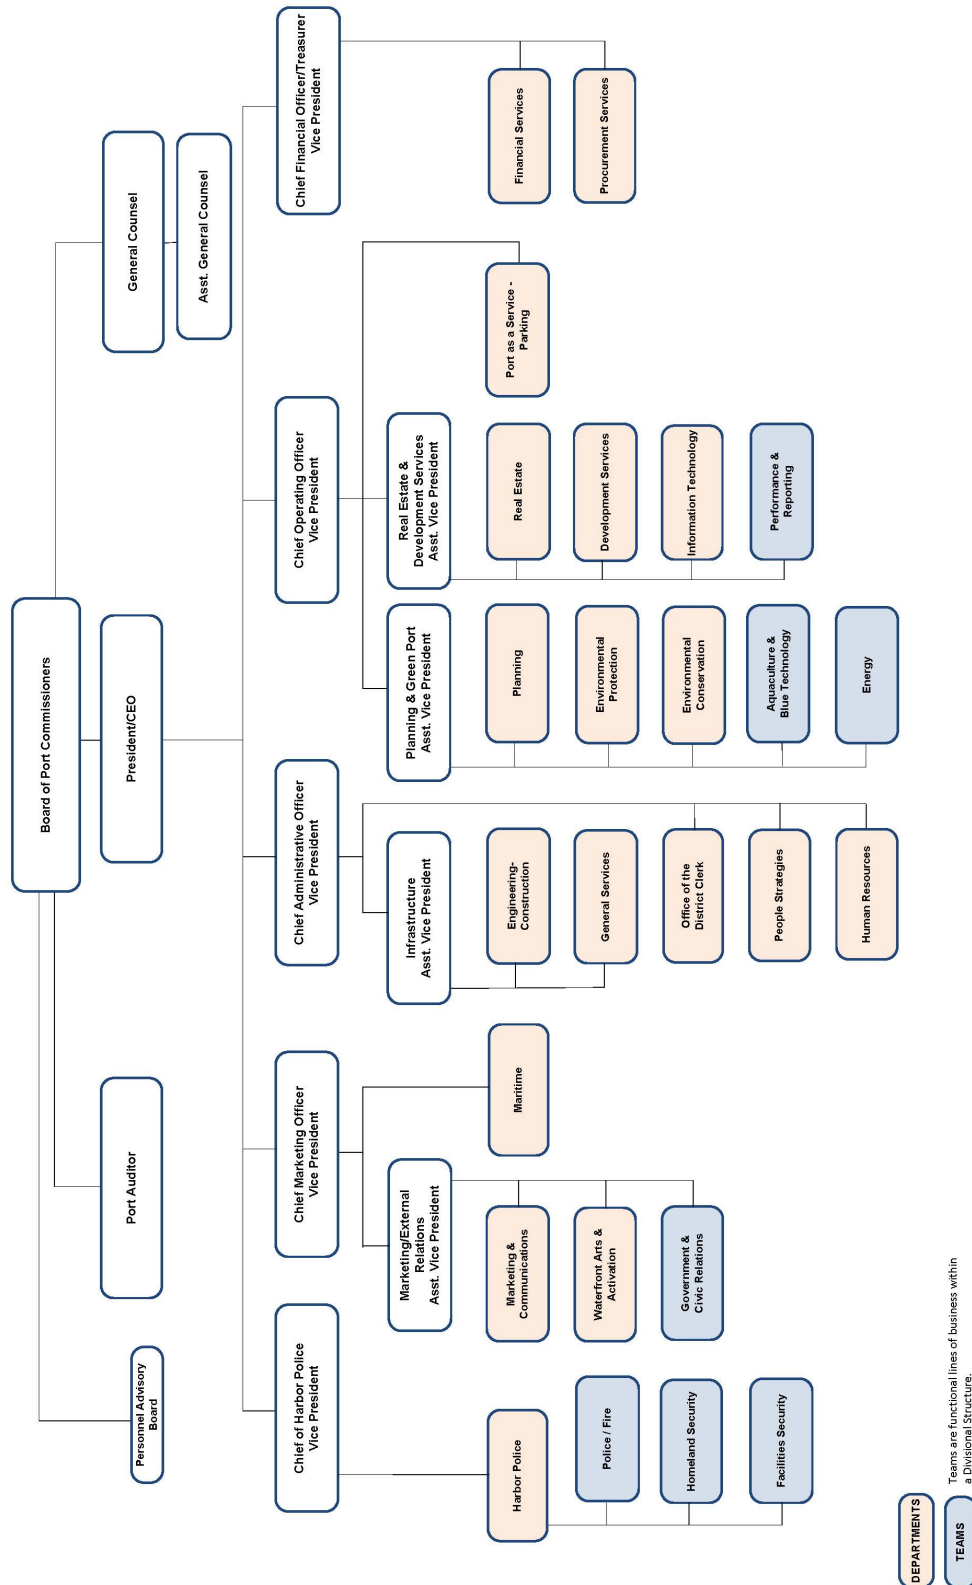 Board of Port Commissioners
Personnel Advisory
Board
Port Auditor
President/CEO
General Counsel
Asst. General Counsel
Chief of Harbor Police
Vice President
Chief Marketing Officer
Vice President
Chief Administrative Officer
Vice President
Chief Operating Officer
Vice President
Chief Financial Officer/Treasurer
Vice President
Marketing/External
Relations
Asst. Vice President
Infrastructure
Asst. Vice President
Planning & Green Port
Asst. Vice President
Real Estate &
Development Services
Asst. Vice President
Harbor Police
Police / Fire
Homeland Security
Facilities Security
Marketing &
Communications
Waterfront Arts &
Activation
Government &
Civic Relations
Maritime
Engineering-
Construction
General Services
Office of the
District Clerk
People Strategies
Human Resources
Planning
Environmental
Protection
Environmental
Conservation
Aquaculture &
Blue Technology
Energy
Real Estate
Development Services
Information Technology
Performance &
Reporting
Port as a Service -
Parking
Financial Services
Procurement Services
DEPARTMENTS
TEAMS
Teams are functional lines of business within
a Divisional Structure.